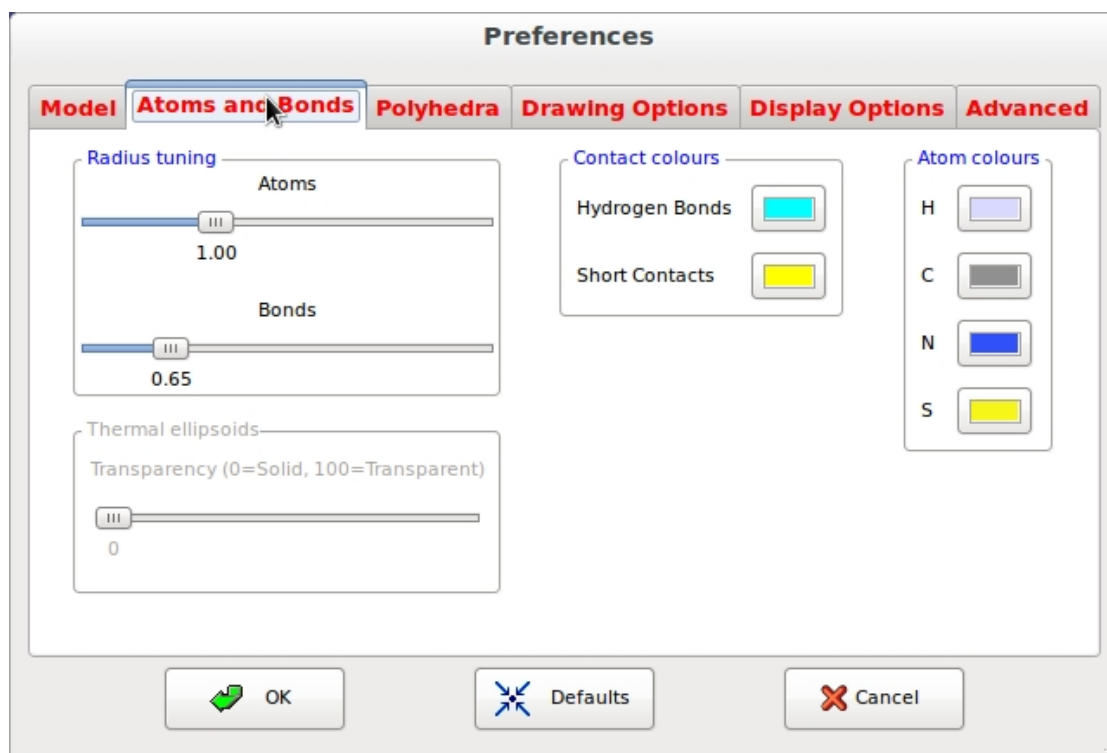 Preferences
Model Atoms and Bonds Polyhedra Drawing Options Display Options Advanced
Radius tuning
Atoms
1.00
Bonds
0.65
Thermal ellipsoids
Transparency (0=Solid, 100=Transparent)
0
Contact colours
Hydrogen Bonds
Short Contacts
Atom colours
H
C
N
S
OK Defaults Cancel